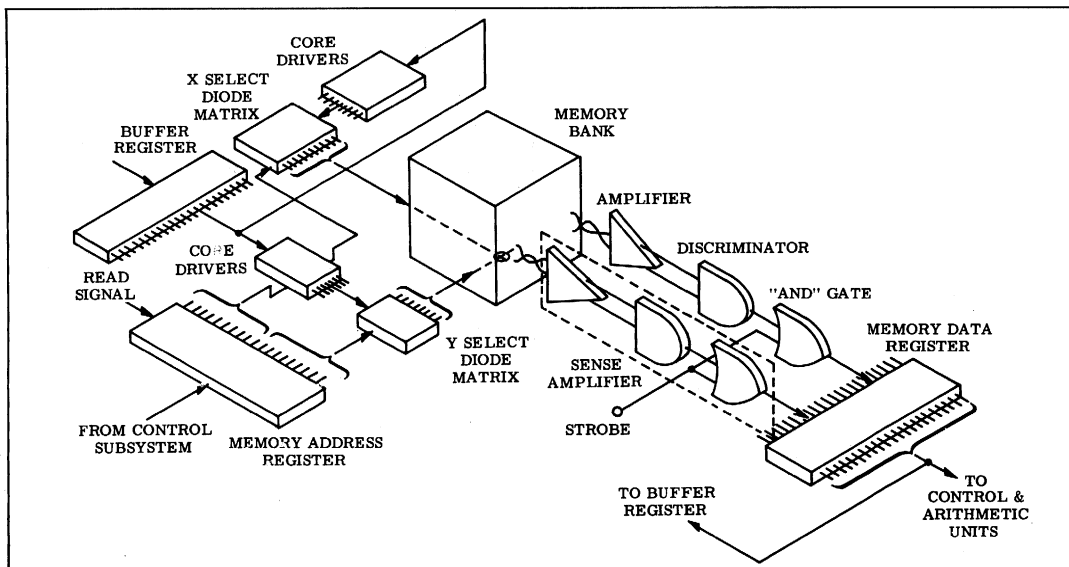 CORE
DRIVERS
X SELECT
DIODE
MATRIX
BUFFER
REGISTER
MEMORY
BANK
AMPLIFIER
DISCRIMINATOR
"AND" GATE
MEMORY DATA
REGISTER
CORE
DRIVERS
READ
SIGNAL
Y SELECT
DIODE
MATRIX
SENSE
AMPLIFIER
STROBE
FROM CONTROL
SUBSYSTEM
MEMORY ADDRESS
REGISTER
TO BUFFER
REGISTER
TO
CONTROL &
ARITHMETIC
UNITS